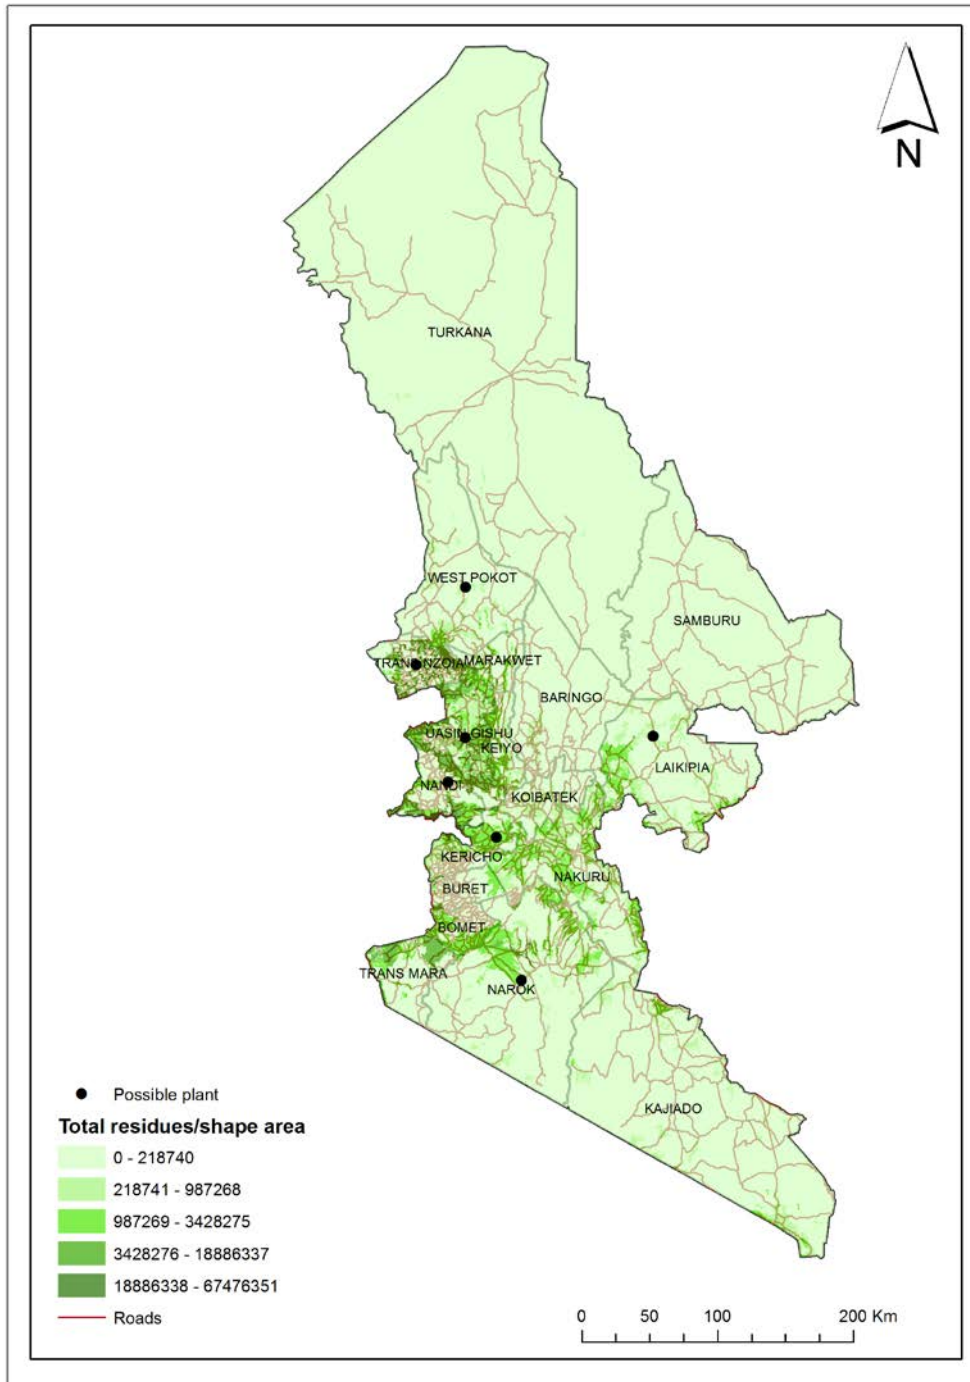 N
TURKANA
WEST POKOT
SAMBURU
TRANS NZOIA
MARAKWET
BARINGO
UASIN GISHU
KEIYO
LAIKIPIA
NANDI
KOIBATEK
KERICHO
NAKURU
BURET
BOMET
TRANS MARA
NAROK
KAJIADO
Possible plant
Total residues/shape area
0 - 218740
218741 - 987268
987269 - 3428275
3428276 - 18886337
18886338 - 67476351
Roads
0 50 100 200 Km